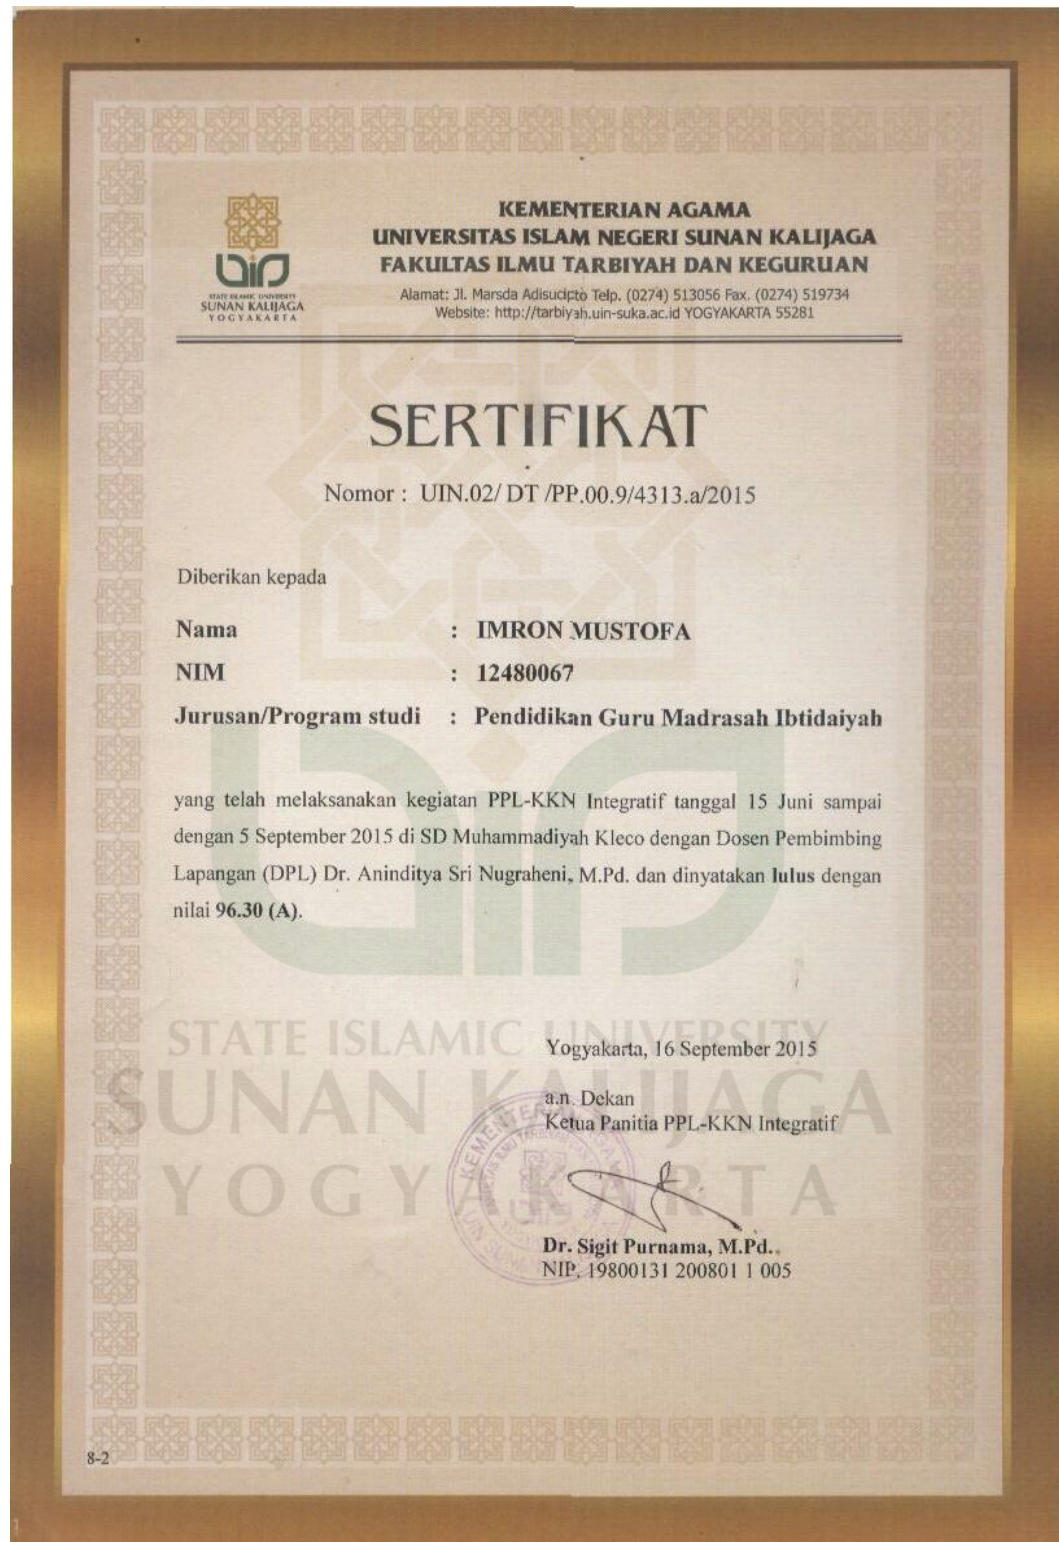 KEMENTERIAN AGAMA
UNIVERSITAS ISLAM NEGERI SUNAN KALIJAGA
FAKULTAS ILMU TARBIYAH DAN KEGURUAN
Alamat: Jl. Marsda Adisucipto Telp. (0274) 513056 Fax. (0274) 519734
Website: http://tarbiyah.uin-suka.ac.id YOGYAKARTA 55281
UIN
STATE ISLAMIC UNIVERSITY
SUNAN KALIJAGA
YOGYAKARTA
SERTIFIKAT
Nomor : UIN.02/ DT /PP.00.9/4313.a/2015
Diberikan kepada
Nama : IMRON MUSTOFA
NIM : 12480067
Jurusan/Program studi : Pendidikan Guru Madrasah Ibtidaiyah
yang telah melaksanakan kegiatan PPL-KKN Integratif tanggal 15 Juni sampai
dengan 5 September 2015 di SD Muhammadiyah Kleco dengan Dosen Pembimbing
Lapangan (DPL) Dr. Aninditya Sri Nugraheni, M.Pd. dan dinyatakan lulus dengan
nilai 96.30 (A).
STATE ISLAMIC UNIVERSITY
SUNAN KALIJAGA
YOGYAKARTA
Yogyakarta, 16 September 2015
a.n. Dekan
Ketua Panitia PPL-KKN Integratif
KEMENTERIAN AGAMA
Dr. Sigit Purnama, M.Pd.
NIP. 19800131 200801 1 005
8-2